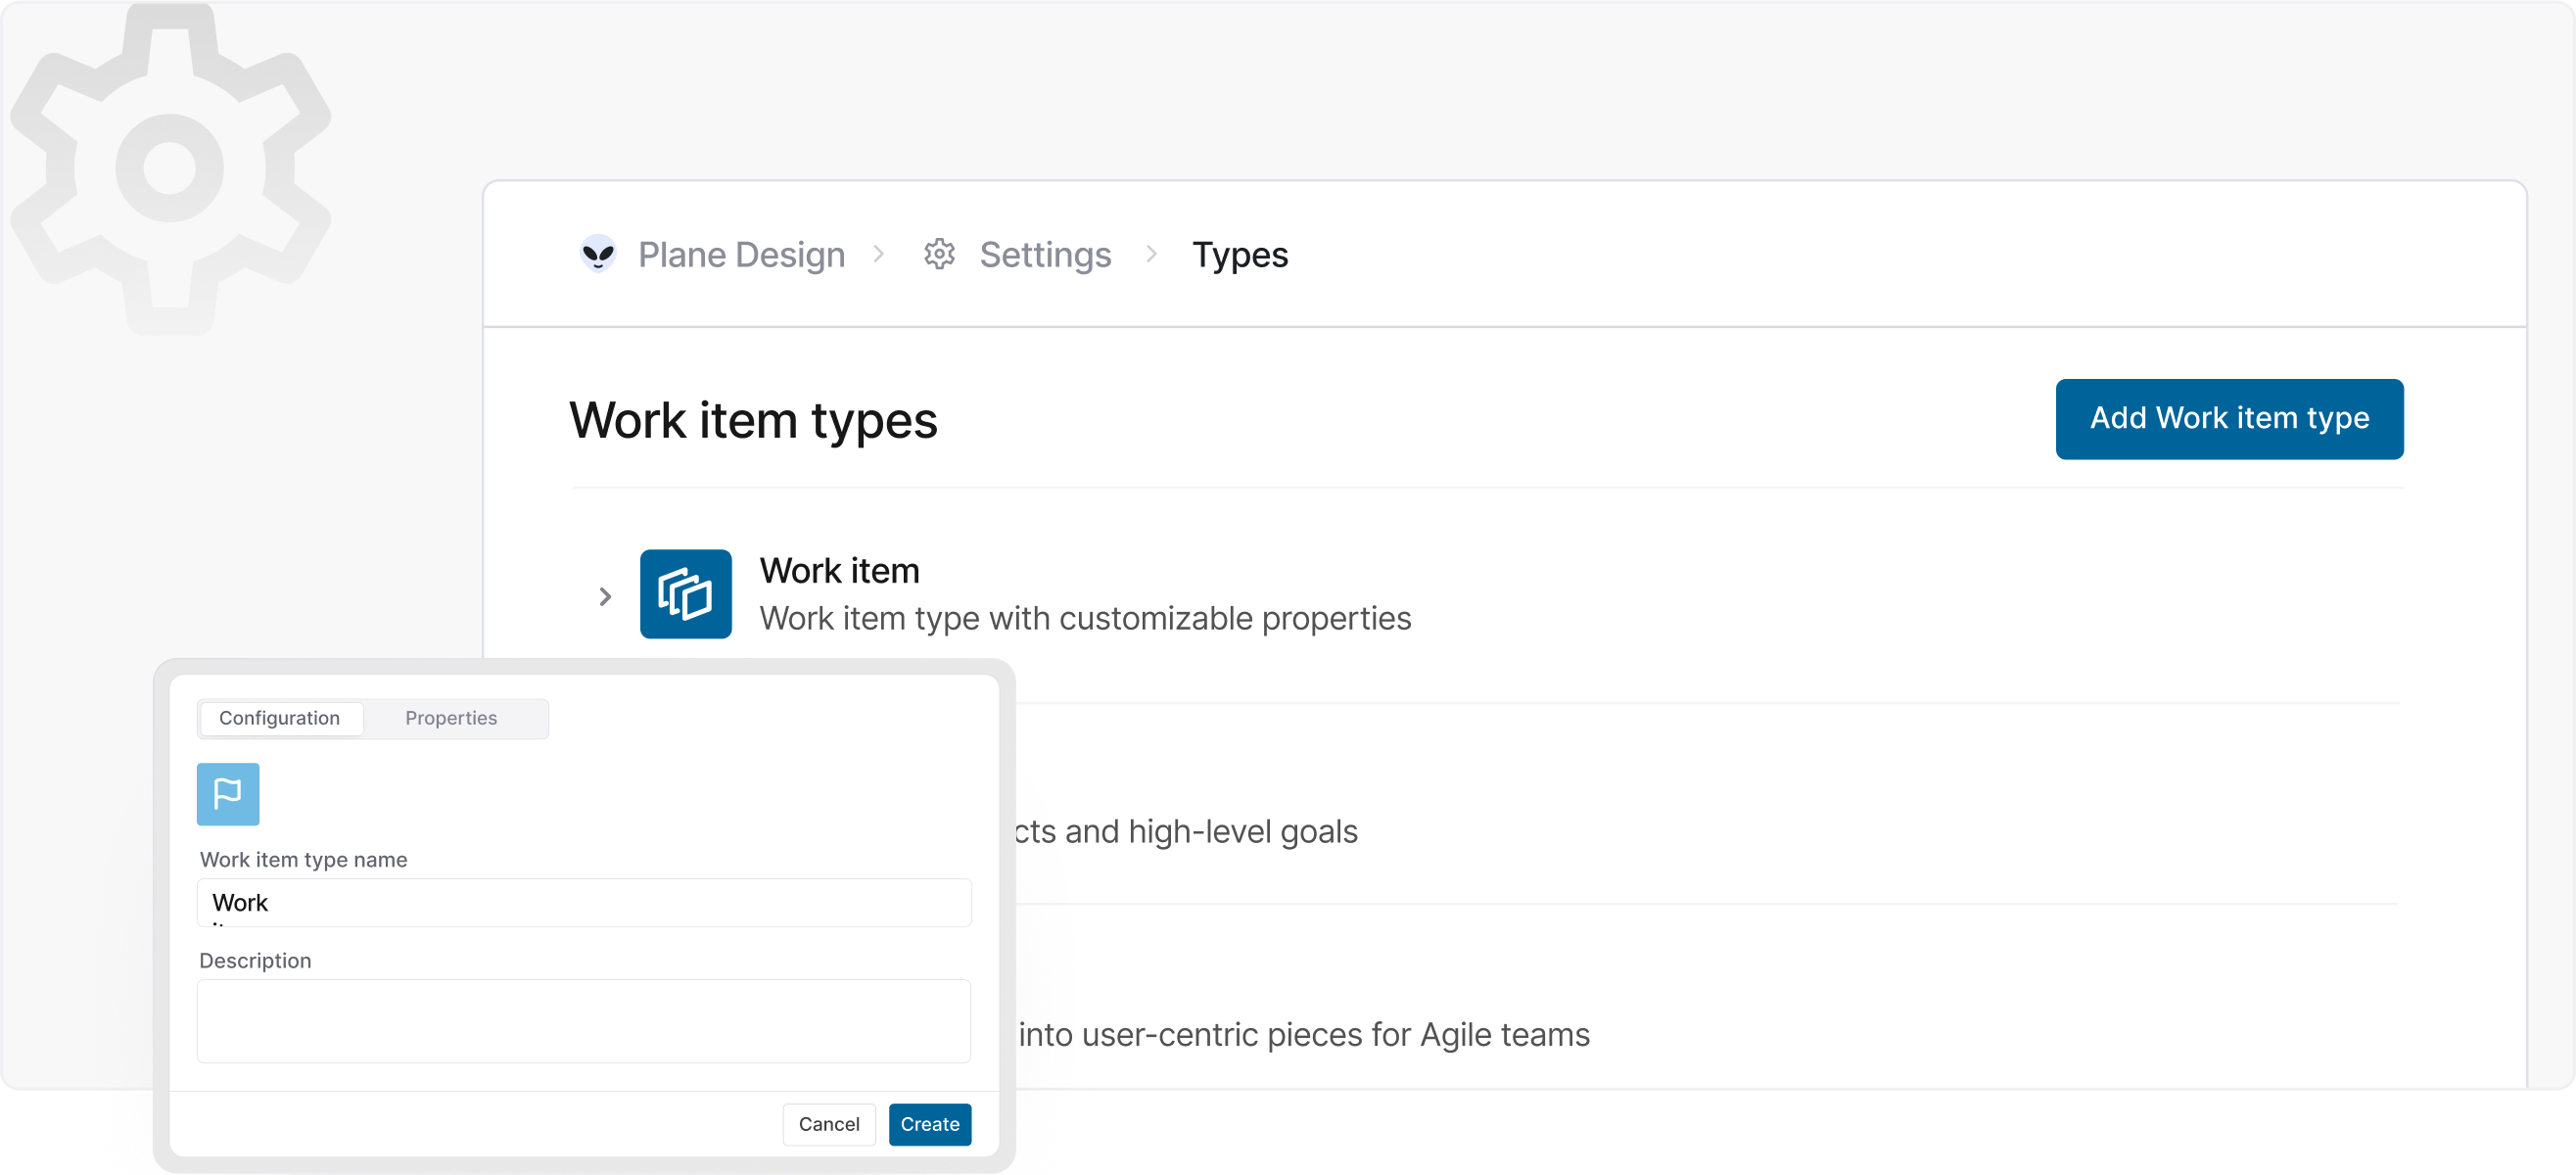 Plane Design > Settings > Types
Work item types
Add Work item type
Work item
Work item type with customizable properties
and high-level goals
into user-centric pieces for Agile teams
Configuration
Properties
Work item type name
Work
Description
Cancel
Create